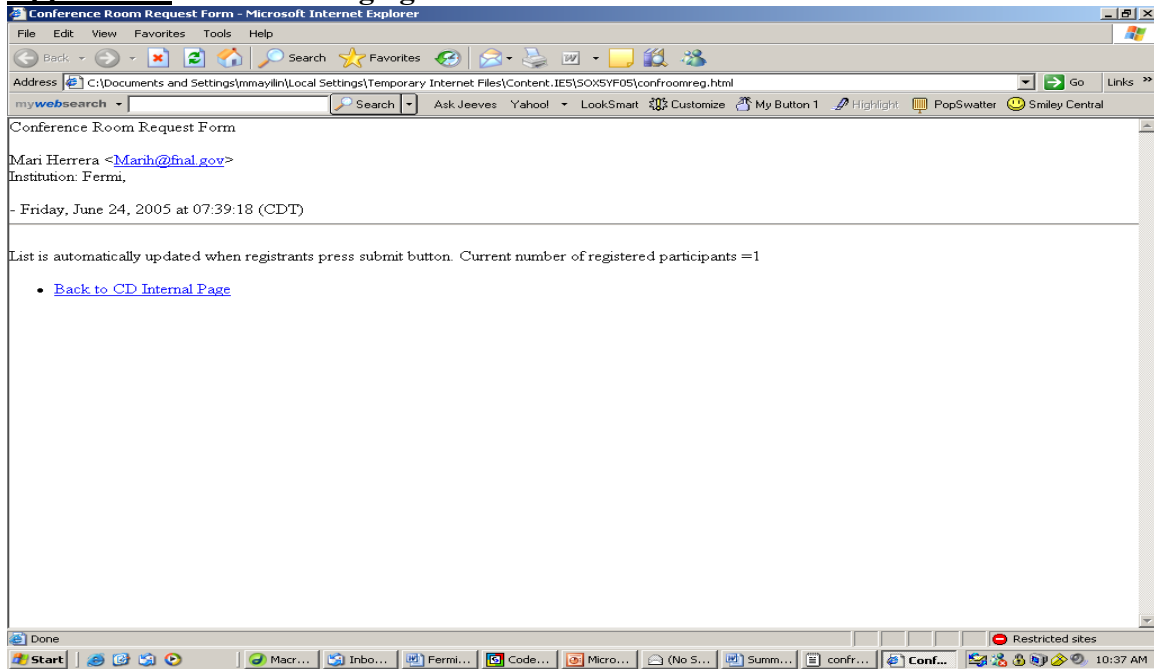 Conference Room Request Form - Microsoft Internet Explorer
File Edit View Favorites Tools Help
Back Search Favorites
Address C:\Documents and Settings\mmayilin\Local Settings\Temporary Internet Files\Content.IE5\SOX5YF05\confroomreg.html Go Links »
mywebsearch Search Ask Jeeves Yahoo! LookSmart Customize My Button 1 Highlight PopSwatter Smiley Central
Conference Room Request Form
Mari Herrera <Marih@fnal.gov>
Institution: Fermi,
- Friday, June 24, 2005 at 07:39:18 (CDT)
List is automatically updated when registrants press submit button. Current number of registered participants =1
• Back to CD Internal Page
Done Restricted sites
Start Macr... Inbo... Fermi... Code... Micro... (No S... Summ... confr... Conf... 10:37 AM